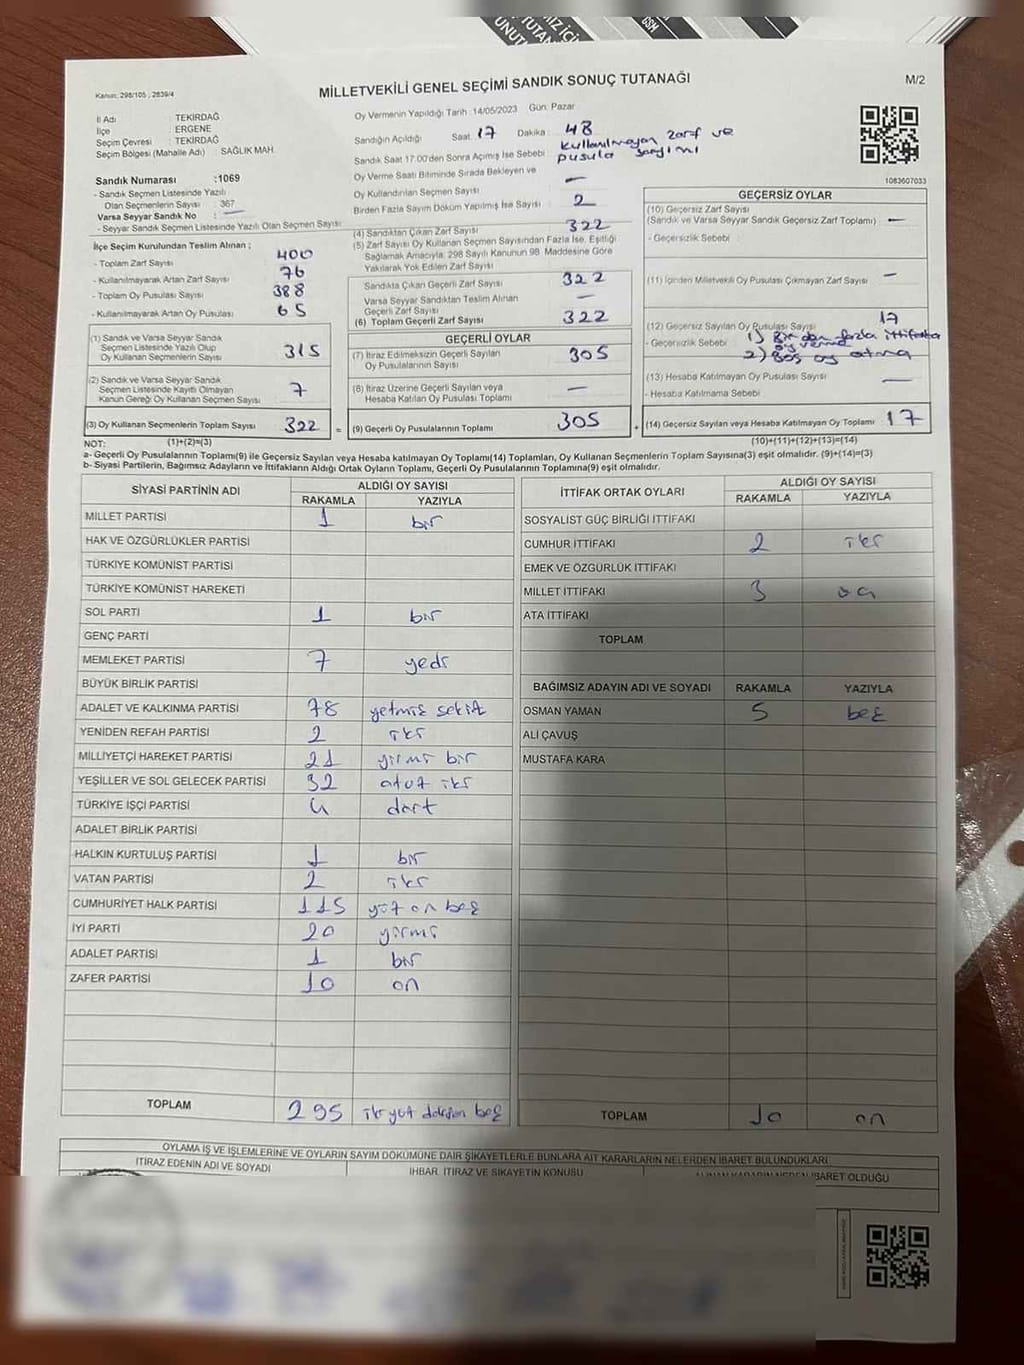 MİLLETVEKİLİ GENEL SEÇİMİ SANDIK SONUÇ TUTANAĞI
M/2
Kanun: 298/105 ; 2839/4
İl Adı : TEKİRDAĞ
İlçe : ERGENE
Seçim Çevresi : TEKİRDAĞ
Seçim Bölgesi (Mahalle Adı) : SAĞLIK MAH.
Sandık Numarası :1069
- Sandık Seçmen Listesinde Yazılı
Olan Seçmenlerin Sayısı : 367
Varsa Seyyar Sandık No : —
- Seyyar Sandık Seçmen Listesinde Yazılı Olan Seçmen Sayısı:
İlçe Seçim Kurulundan Teslim Alınan ;
- Toplam Zarf Sayısı 400
- Kullanılmayarak Artan Zarf Sayısı 76
- Toplam Oy Pusulası Sayısı 388
- Kullanılmayarak Artan Oy Pusulası 65
(1) Sandık ve Varsa Seyyar Sandık
Seçmen Listesinde Yazılı Olup
Oy Kullanan Seçmenlerin Sayısı 315
(2) Sandık ve Varsa Seyyar Sandık
Seçmen Listesinde Kayıtlı Olmayan
Kanun Gereği Oy Kullanan Seçmen Sayısı 7
(3) Oy Kullanan Seçmenlerin Toplam Sayısı 322 =
Oy Vermenin Yapıldığı Tarih :14/05/2023 Gün: Pazar
Sandığın Açıldığı Saat: 17 Dakika : 48
Sandık Saat 17:00'den Sonra Açımış İse Sebebi : kullanılmayan zarf ve
pusula sayımı
Oy Verme Saati Bitiminde Sırada Bekleyen ve
Oy Kullandırılan Seçmen Sayısı —
Birden Fazla Sayım Döküm Yapılmış İse Sayısı : 2
(4) Sandıktan Çıkan Zarf Sayısı 322
(5) Zarf Sayısı Oy Kullanan Seçmen Sayısından Fazla İse, Eşitliği
Sağlamak Amacıyla, 298 Sayılı Kanunun 98. Maddesine Göre
Yakılarak Yok Edilen Zarf Sayısı
Sandıkta Çıkan Geçerli Zarf Sayısı 322
Varsa Seyyar Sandıktan Teslim Alınan
Geçerli Zarf Sayısı —
(6) Toplam Geçerli Zarf Sayısı 322
GEÇERLİ OYLAR
(7) İtiraz Edilmeksizin Geçerli Sayılan
Oy Pusulalarının Sayısı 305
(8) İtiraz Üzerine Geçerli Sayılan veya
Hesaba Katılan Oy Pusulası Toplamı —
(9) Geçerli Oy Pusulalarının Toplamı 305 +
1083607033
GEÇERSİZ OYLAR
(10) Geçersiz Zarf Sayısı
(Sandık ve Varsa Seyyar Sandık Geçersiz Zarf Toplamı) —
- Geçersizlik Sebebi :
(11) İçinden Milletvekili Oy Pusulası Çıkmayan Zarf Sayısı —
(12) Geçersiz Sayılan Oy Pusulası Sayısı 17
- Geçersizlik Sebebi : 1) Birden fazla ittifaka
oy verme
2) Boş oy atma
(13) Hesaba Katılmayan Oy Pusulası Sayısı —
- Hesaba Katılmama Sebebi :
(14) Geçersiz Sayılan veya Hesaba Katılmayan Oy Toplamı 17
NOT: (1)+(2)=(3) (10)+(11)+(12)+(13)=(14)
a- Geçerli Oy Pusulalarının Toplamı(9) ile Geçersiz Sayılan veya Hesaba katılmayan Oy Toplamı(14) Toplamları, Oy Kullanan Seçmenlerin Toplam Sayısına(3) eşit olmalıdır. (9)+(14)=(3)
b- Siyasi Partilerin, Bağımsız Adayların ve İttifakların Aldığı Ortak Oyların Toplamı, Geçerli Oy Pusulalarının Toplamına(9) eşit olmalıdır.
SİYASİ PARTİNİN ADI ALDIĞI OY SAYISI
RAKAMLA YAZIYLA
MİLLET PARTİSİ 1 bir
HAK VE ÖZGÜRLÜKLER PARTİSİ
TÜRKİYE KOMÜNİST PARTİSİ
TÜRKİYE KOMÜNİST HAREKETİ
SOL PARTİ 1 bir
GENÇ PARTİ
MEMLEKET PARTİSİ 7 yedi
BÜYÜK BİRLİK PARTİSİ
ADALET VE KALKINMA PARTİSİ 78 yetmiş sekiz
YENİDEN REFAH PARTİSİ 2 iki
MİLLİYETÇİ HAREKET PARTİSİ 21 yirmi bir
YEŞİLLER VE SOL GELECEK PARTİSİ 32 otuz iki
TÜRKİYE İŞÇİ PARTİSİ 4 dört
ADALET BİRLİK PARTİSİ
HALKIN KURTULUŞ PARTİSİ 1 bir
VATAN PARTİSİ 2 iki
CUMHURİYET HALK PARTİSİ 115 yüz on beş
İYİ PARTİ 20 yirmi
ADALET PARTİSİ 1 bir
ZAFER PARTİSİ 10 on
TOPLAM 295 iki yüz doksan beş
İTTİFAK ORTAK OYLARI ALDIĞI OY SAYISI
RAKAMLA YAZIYLA
SOSYALİST GÜÇ BİRLİĞİ İTTİFAKI
CUMHUR İTTİFAKI 2 iki
EMEK VE ÖZGÜRLÜK İTTİFAKI
MİLLET İTTİFAKI 3 üç
ATA İTTİFAKI
TOPLAM
BAĞIMSIZ ADAYIN ADI VE SOYADI RAKAMLA YAZIYLA
OSMAN YAMAN 5 beş
ALİ ÇAVUŞ
MUSTAFA KARA
TOPLAM 10 on
OYLAMA İŞ VE İŞLEMLERİNE VE OYLARIN SAYIM DÖKÜMÜNE DAİR ŞİKAYETLERLE BUNLARA AİT KARARLARIN NELERDEN İBARET BULUNDUKLARI
İTİRAZ EDENİN ADI VE SOYADI İHBAR, İTİRAZ VE ŞİKAYETİN KONUSU İBARET OLDUĞU